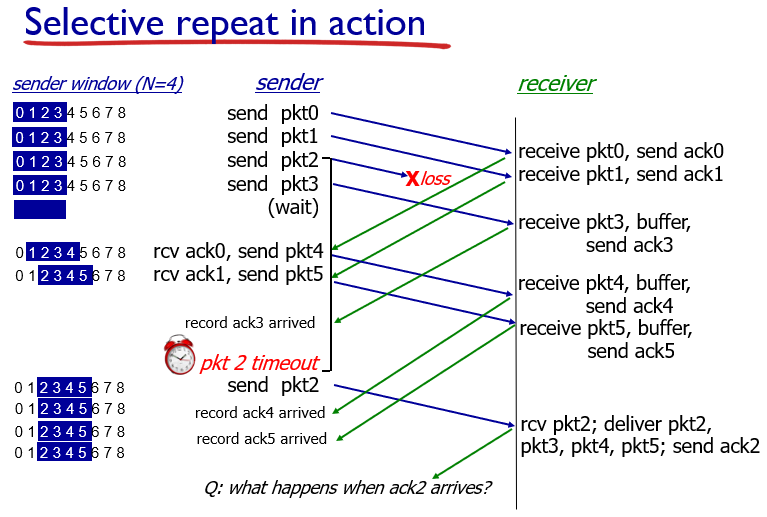 Selective repeat in action
sender window (N=4) sender receiver
0 1 2 3 4 5 6 7 8 send pkt0
0 1 2 3 4 5 6 7 8 send pkt1
0 1 2 3 4 5 6 7 8 send pkt2
0 1 2 3 4 5 6 7 8 send pkt3
(wait)
X loss
receive pkt0, send ack0
receive pkt1, send ack1
receive pkt3, buffer,
send ack3
0 1 2 3 4 5 6 7 8 rcv ack0, send pkt4
0 1 2 3 4 5 6 7 8 rcv ack1, send pkt5
receive pkt4, buffer,
send ack4
receive pkt5, buffer,
send ack5
record ack3 arrived
pkt 2 timeout
0 1 2 3 4 5 6 7 8 send pkt2
0 1 2 3 4 5 6 7 8 record ack4 arrived
0 1 2 3 4 5 6 7 8 record ack5 arrived
0 1 2 3 4 5 6 7 8
rcv pkt2; deliver pkt2,
pkt3, pkt4, pkt5; send ack2
Q: what happens when ack2 arrives?